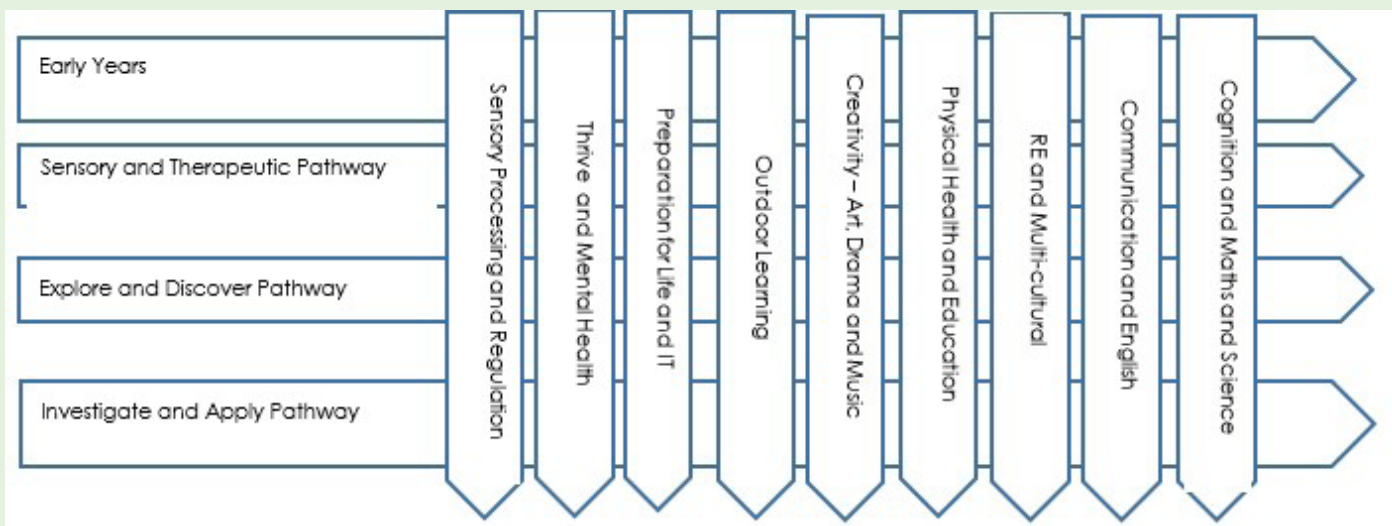 Early Years
Sensory and Therapeutic Pathway
Explore and Discover Pathway
Investigate and Apply Pathway
Sensory Processing and Regulation
Thrive and Mental Health
Preparation for Life and IT
Outdoor Learning
Creativity – Art, Drama and Music
Physical Health and Education
RE and Multi-cultural
Communication and English
Cognition and Maths and Science